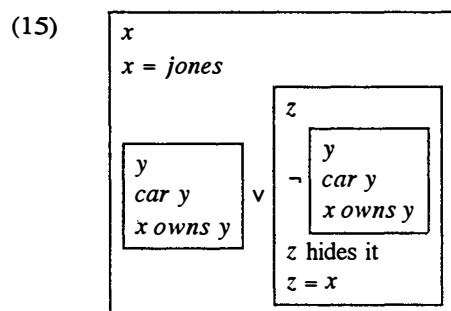 (15)
x
x = jones
y
car y
x owns y
∨
z
¬
y
car y
x owns y
z hides it
z = x